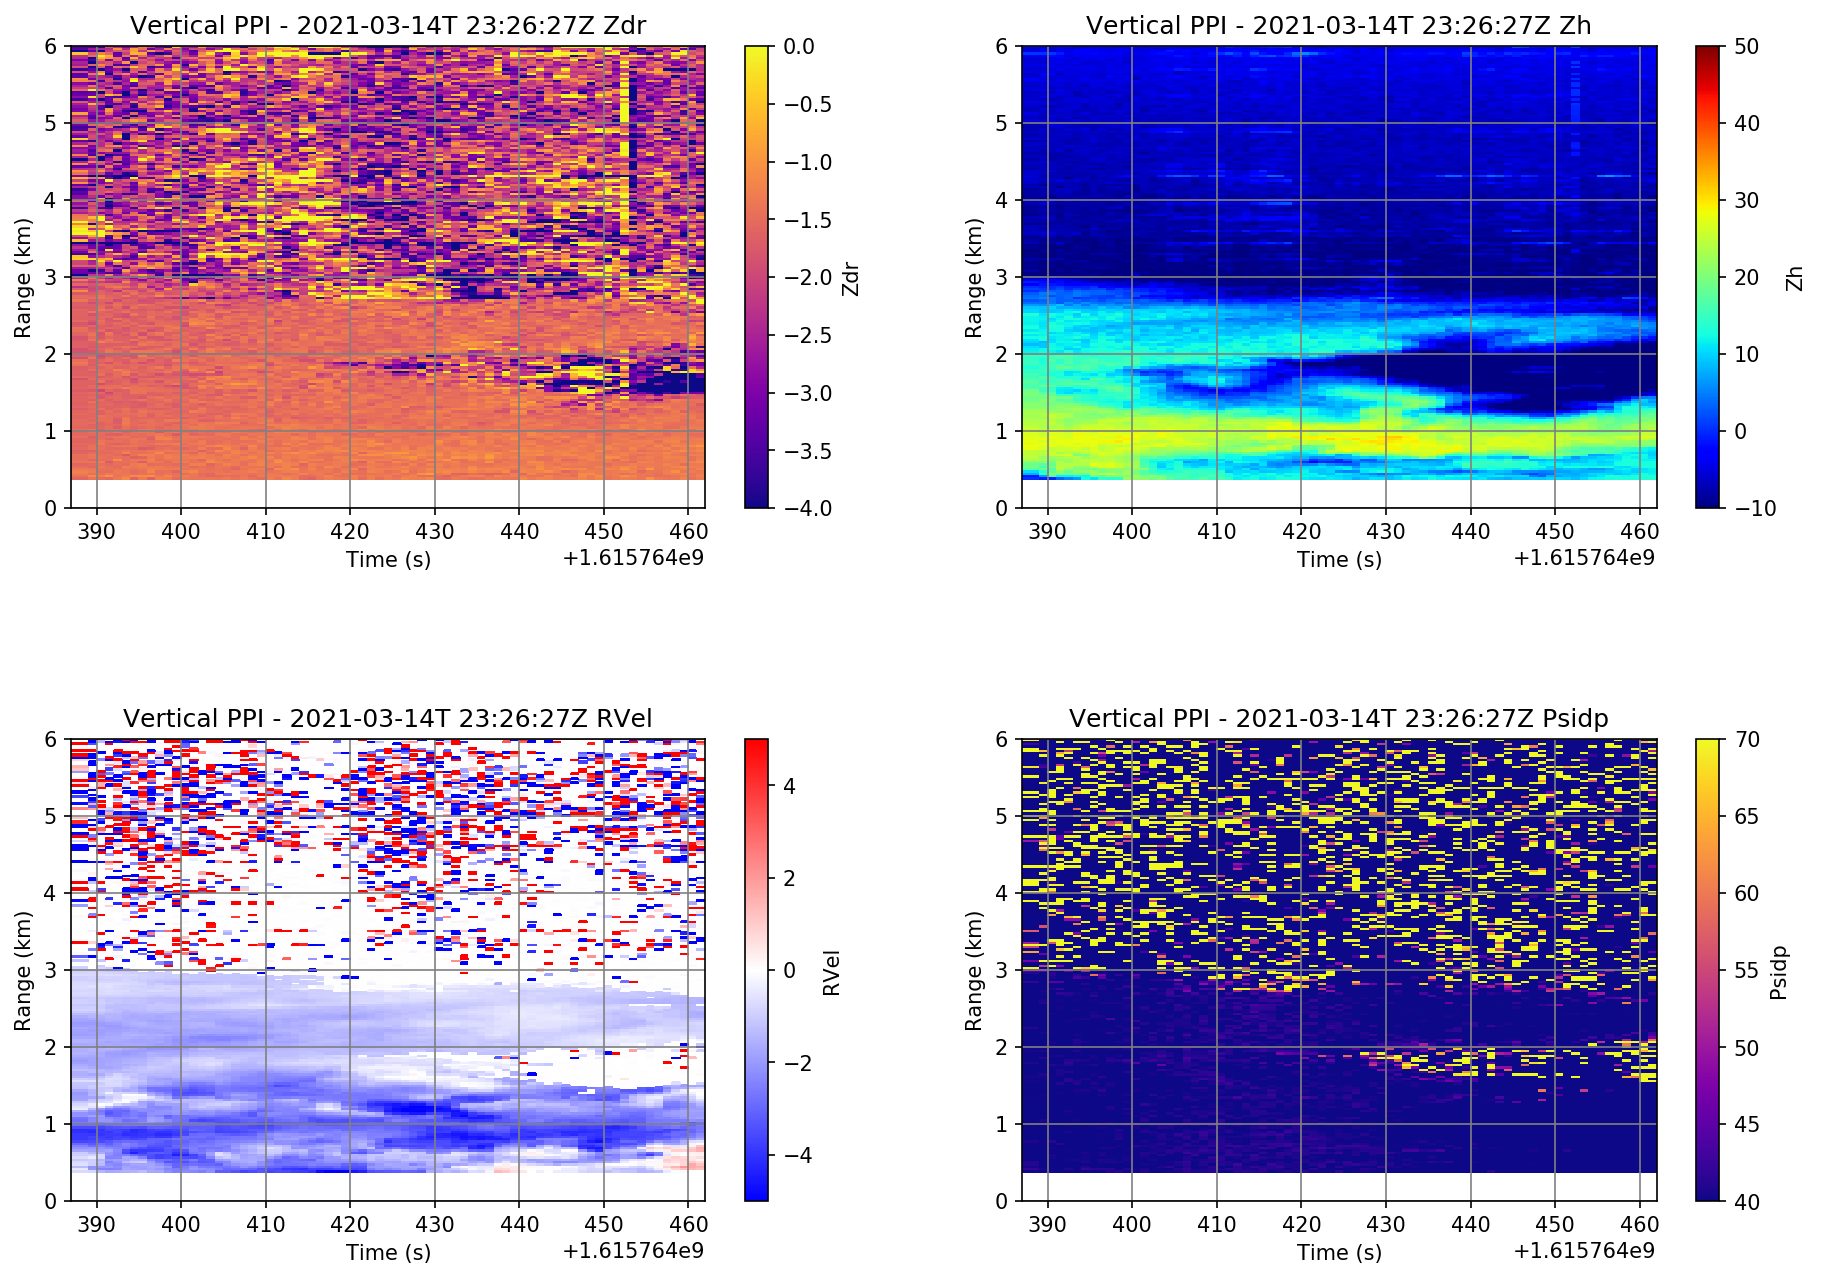 Vertical PPI - 2021-03-14T 23:26:27Z Zdr
6
5
4
3
2
1
0
Range (km)
390 400 410 420 430 440 450 460
Time (s)
+1.615764e9
0.0
−0.5
−1.0
−1.5
−2.0
−2.5
−3.0
−3.5
−4.0
Zdr
Vertical PPI - 2021-03-14T 23:26:27Z Zh
6
5
4
3
2
1
0
Range (km)
390 400 410 420 430 440 450 460
Time (s)
+1.615764e9
50
40
30
20
10
0
−10
Zh
Vertical PPI - 2021-03-14T 23:26:27Z RVel
6
5
4
3
2
1
0
Range (km)
390 400 410 420 430 440 450 460
Time (s)
+1.615764e9
4
2
0
−2
−4
RVel
Vertical PPI - 2021-03-14T 23:26:27Z Psidp
6
5
4
3
2
1
0
Range (km)
390 400 410 420 430 440 450 460
Time (s)
+1.615764e9
70
65
60
55
50
45
40
Psidp